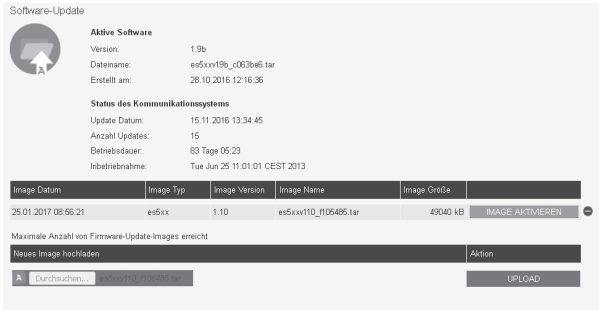 Software-Update
Aktive Software
Version: 1.9b
Dateiname: es5xxv19b_c063be6.tar
Erstellt am: 28.10.2016 12:16:36
Status des Kommunikationssystems
Update Datum: 15.11.2016 13:34:45
Anzahl Updates: 15
Betriebsdauer: 83 Tage 05:23
Inbetriebnahme: Tue Jun 25 11:01:01 CEST 2013
Image Datum Image Typ Image Version Image Name Image Größe
25.01.2017 08:56:21 es5xx 1.10 es5xxv110_f105485.tar 49040 kB IMAGE AKTIVIEREN
Maximale Anzahl von Firmware-Update-Images erreicht
Neues Image hochladen Aktion
Durchsuchen... es5xxv110_f105485.tar UPLOAD